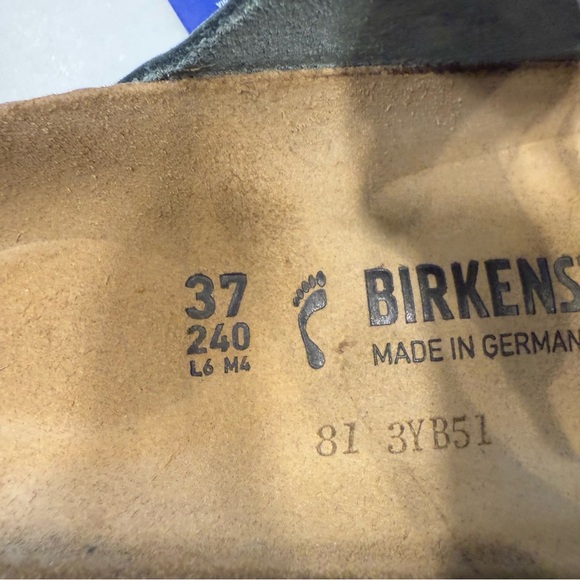 37
240
L6 M4
BIRKENS
MADE IN GERMAN
81 3YB51